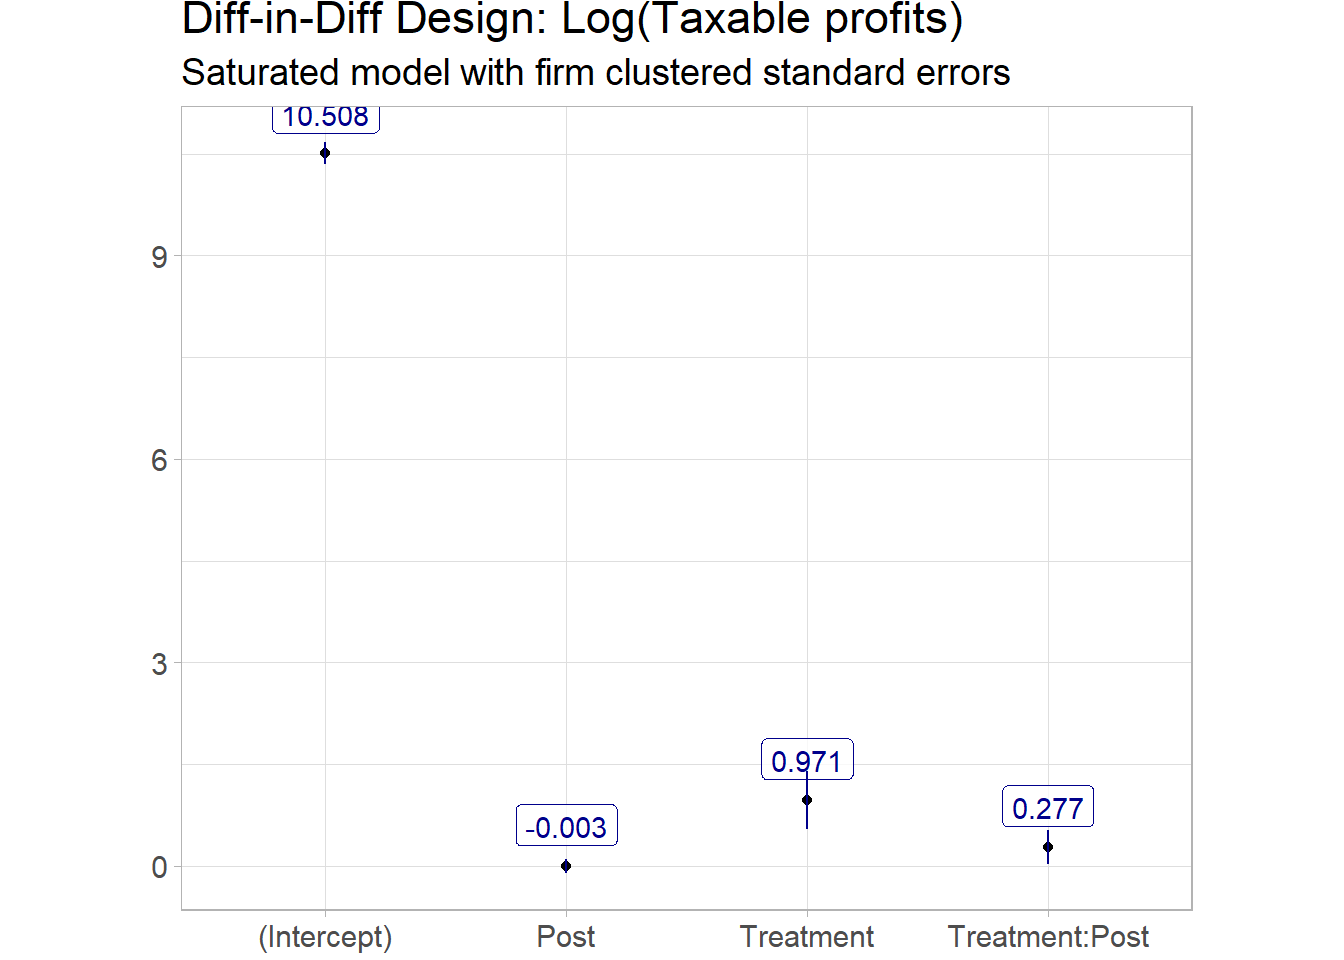 Diff-in-Diff Design: Log(Taxable profits)
Saturated model with firm clustered standard errors
10.508
9
6
3
0.971
0.277
-0.003
0
(Intercept) Post Treatment Treatment:Post